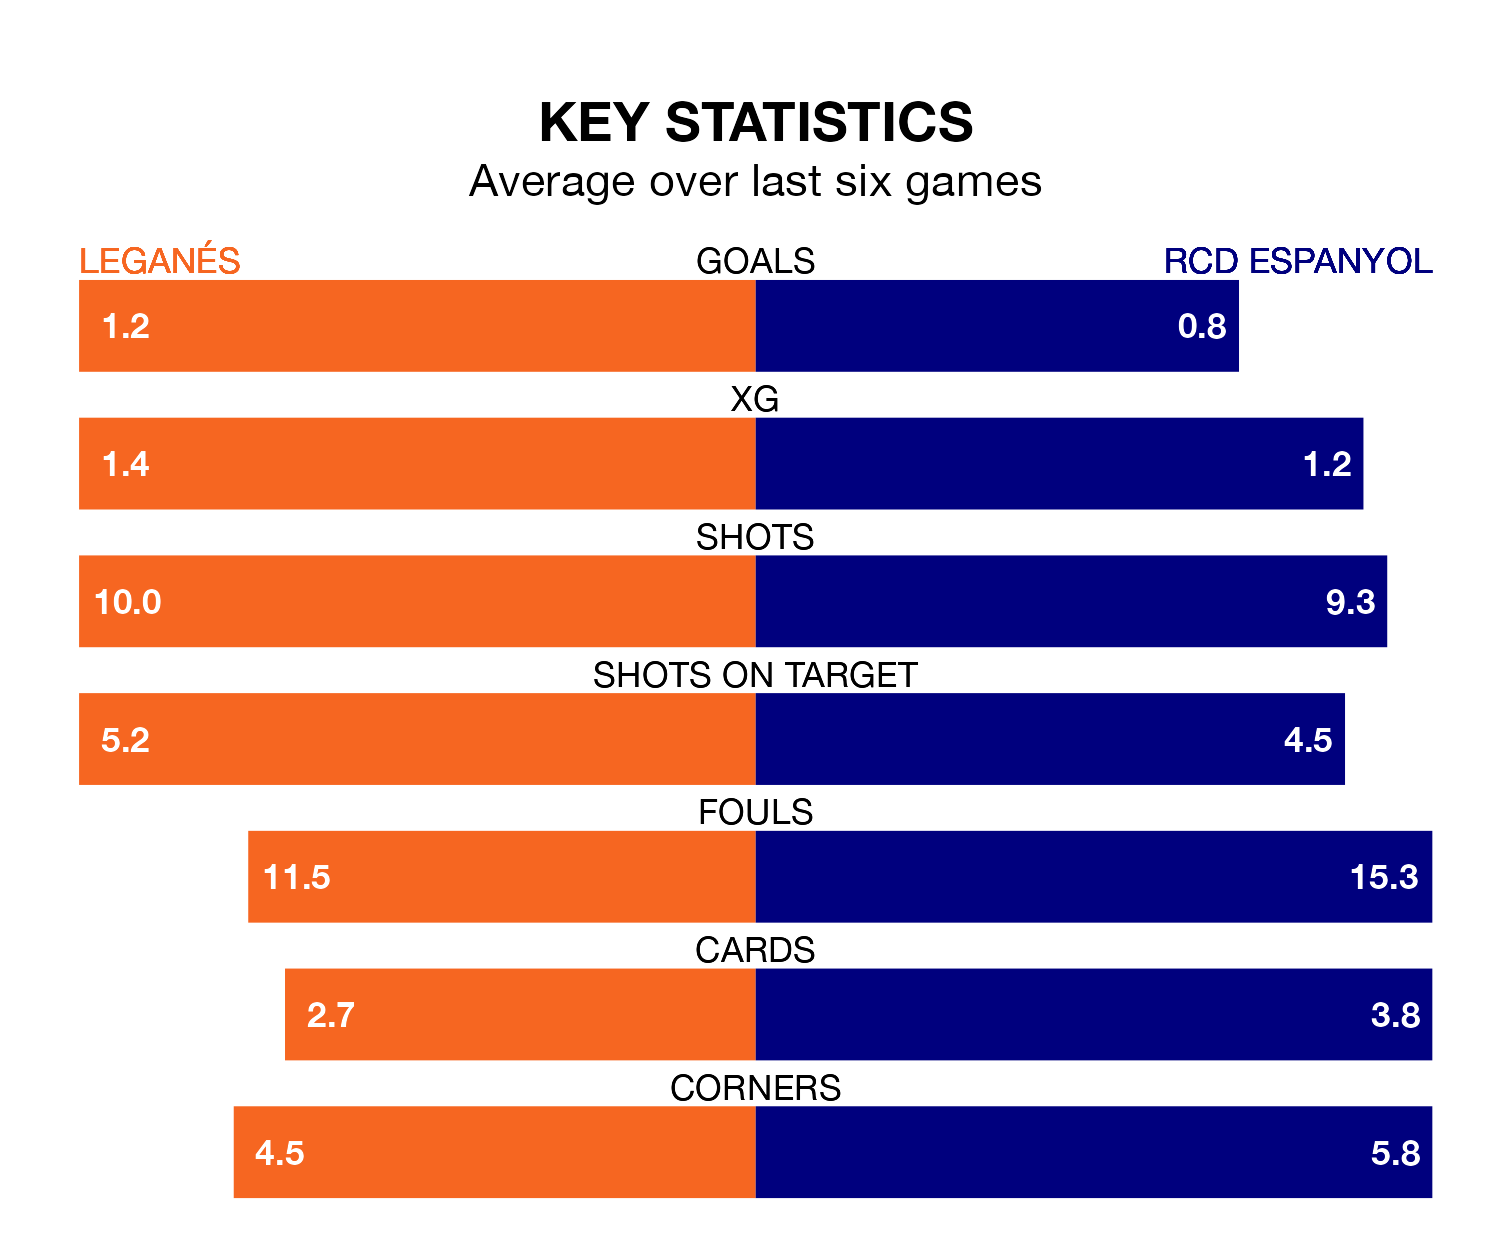 KEY STATISTICS
Average over last six games
LEGANÉS GOALS RCD ESPANYOL
1.2 0.8
XG
1.4 1.2
SHOTS
10.0 9.3
SHOTS ON TARGET
5.2 4.5
FOULS
11.5 15.3
CARDS
2.7 3.8
CORNERS
4.5 5.8